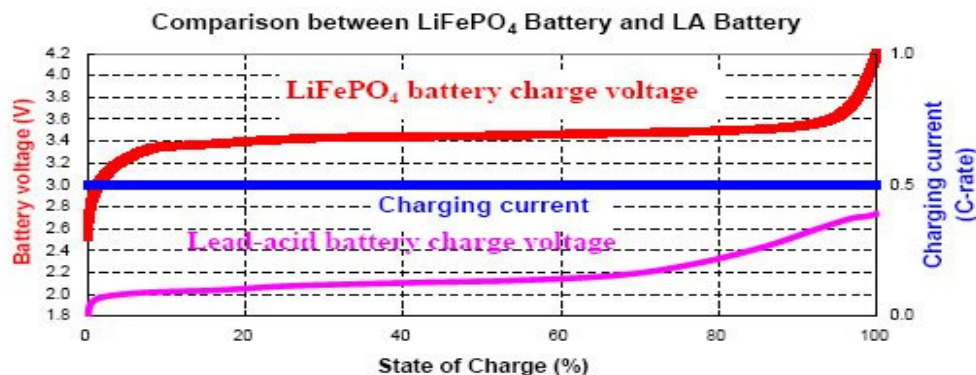 Comparison between LiFePO₄ Battery and LA Battery
Battery voltage (V)
4.2
4.0
3.8
3.6
3.4
3.2
3.0
2.8
2.6
2.4
2.2
2.0
1.8
LiFePO₄ battery charge voltage
Charging current
Lead-acid battery charge voltage
1.0
0.5
0.0
Charging current
(C-rate)
0 20 40 60 80 100
State of Charge (%)